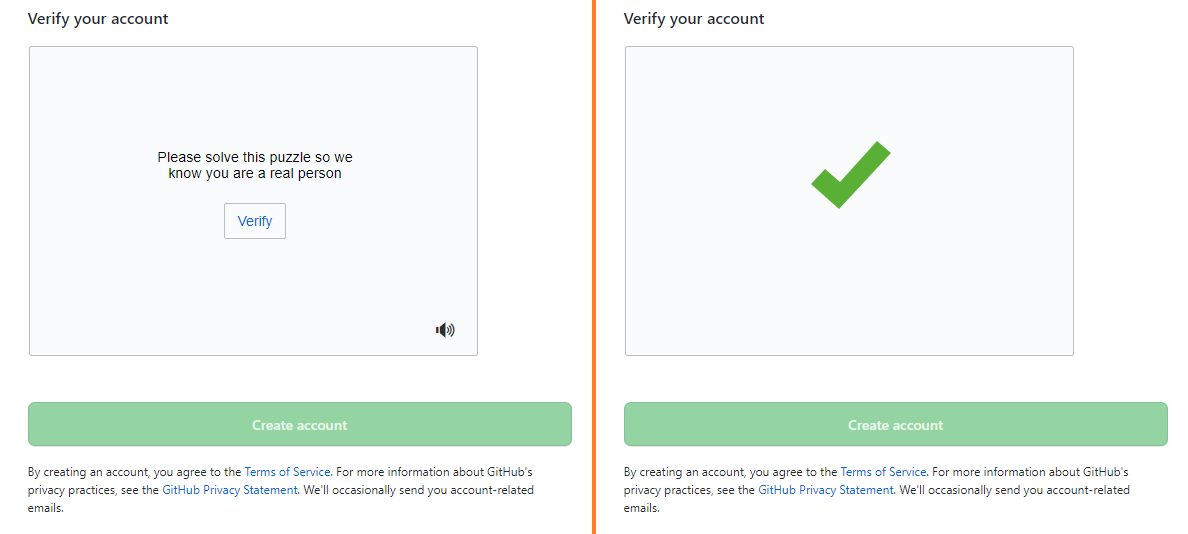 Verify your account
Please solve this puzzle so we
know you are a real person
Verify
Create account
By creating an account, you agree to the Terms of Service. For more information about GitHub's
privacy practices, see the GitHub Privacy Statement. We'll occasionally send you account-related
emails.
Verify your account
Create account
By creating an account, you agree to the Terms of Service. For more information about GitHub's
privacy practices, see the GitHub Privacy Statement. We'll occasionally send you account-related
emails.